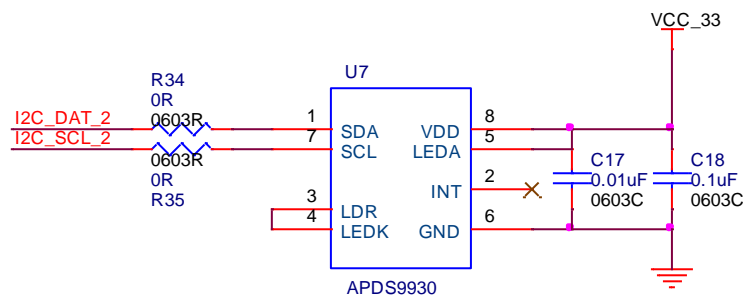 VCC_33
U7
R34
0R
0603R
I2C_DAT_2
I2C_SCL_2
0603R
0R
R35
1
7
3
4
SDA
SCL
LDR
LEDK
VDD
LEDA
INT
GND
8
5
2
6
C17
0.01uF
0603C
C18
0.1uF
0603C
APDS9930